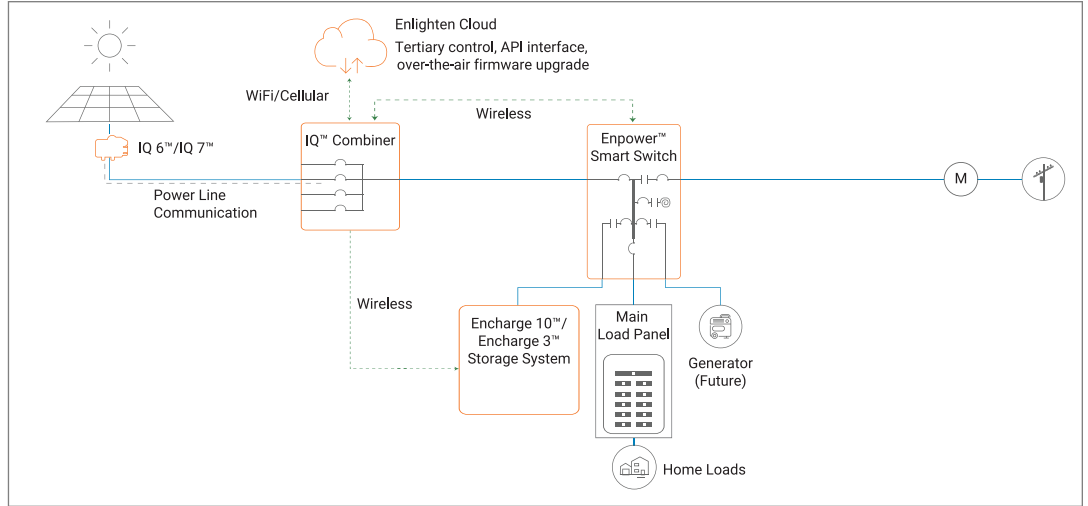 Enlighten Cloud
Tertiary control, API interface,
over-the-air firmware upgrade
WiFi/Cellular
Wireless
IQ™ Combiner
Enpower™
Smart Switch
IQ 6™/IQ 7™
Power Line
Communication
M
Wireless
Encharge 10™/
Encharge 3™
Storage System
Main
Load Panel
Generator
(Future)
Home Loads